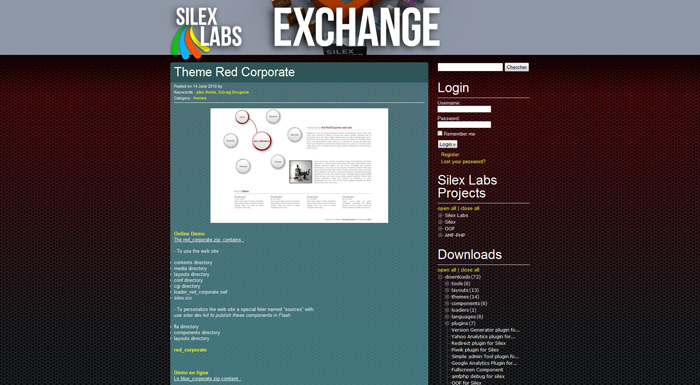 SILEX LABS
EXCHANGE
SILEX
Theme Red Corporate
Posted on 14 June 2010 by
Keywords :
Category : themes
Online Demo
The red_corporate.zip contains :
- To use the web site :
contents directory
media directory
layouts directory
conf directory
cgi directory
loader_red_corporate.swf
silex.ico
- To personalize the web site a special foler named "sources" with:
use silex dev kit to publish these components in Flash
fla directory
components directory
layouts directory
red_corporate
Démo en ligne
Le blue_corporate.zip content :
Chercher
Login
Username:
Password:
Remember me
Login »
Register
Lost your password?
Silex Labs
Projects
open all | close all
Silex Labs
Silex
OOF
AMF-PHP
Downloads
open all | close all
downloads (72)
tools (6)
layouts (13)
themes (14)
components (6)
loaders (1)
languages (6)
plugins (7)
Version Generator plugin fo...
Yahoo Analytics plugin for...
Redirect plugin for Silex
Piwik plugin for Silex
Simple admin Tool plugin fo...
Google Analytics Plugin for...
Fullscreen Component
amfphp debug for silex
OOF for Silex